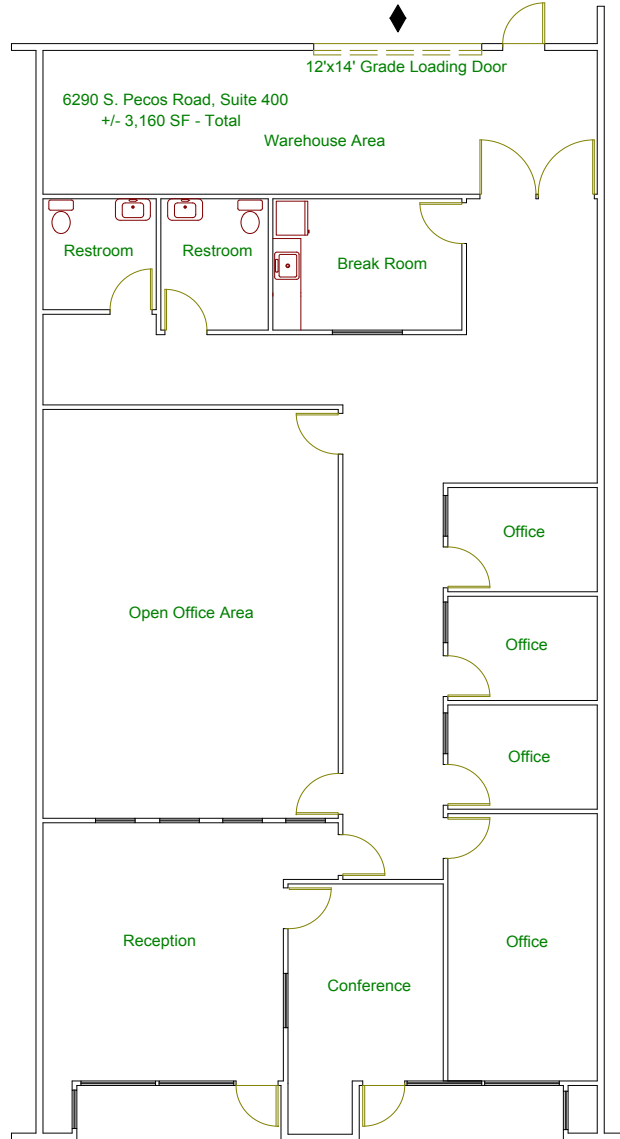 12'x14' Grade Loading Door
6290 S. Pecos Road, Suite 400
+/- 3,160 SF - Total
Warehouse Area
Restroom
Restroom
Break Room
Office
Open Office Area
Office
Office
Reception
Office
Conference